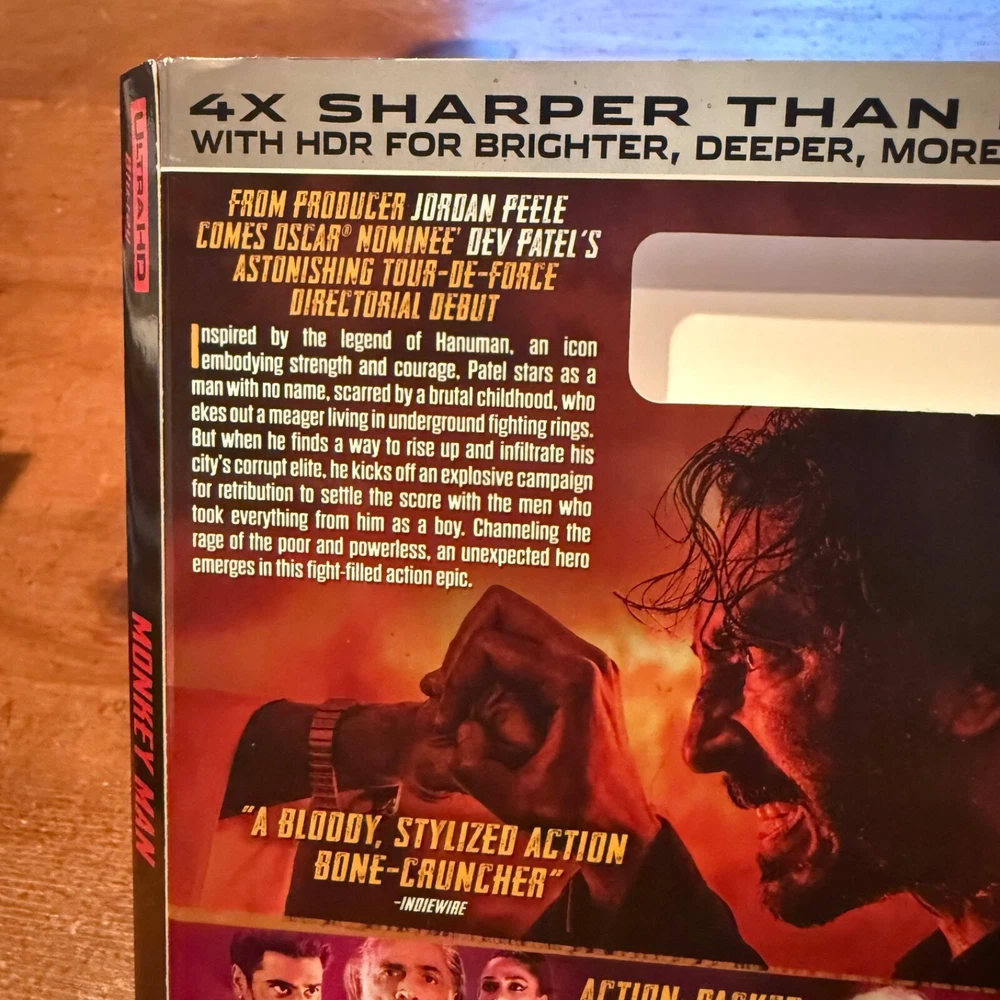 4X SHARPER THAN
WITH HDR FOR BRIGHTER, DEEPER, MORE
ULTRA HD
Blu-ray
FROM PRODUCER JORDAN PEELE
COMES OSCAR® NOMINEE' DEV PATEL'S
ASTONISHING TOUR-DE-FORCE
DIRECTORIAL DEBUT
Inspired by the legend of Hanuman, an icon
embodying strength and courage, Patel stars as a
man with no name, scarred by a brutal childhood, who
ekes out a meager living in underground fighting rings.
But when he finds a way to rise up and infiltrate his
city's corrupt elite, he kicks off an explosive campaign
for retribution to settle the score with the men who
took everything from him as a boy. Channeling the
rage of the poor and powerless, an unexpected hero
emerges in this fight-filled action epic.
MONKEY MAN
"A BLOODY, STYLIZED ACTION
BONE-CRUNCHER"
-INDIEWIRE
ACTION-PACKED